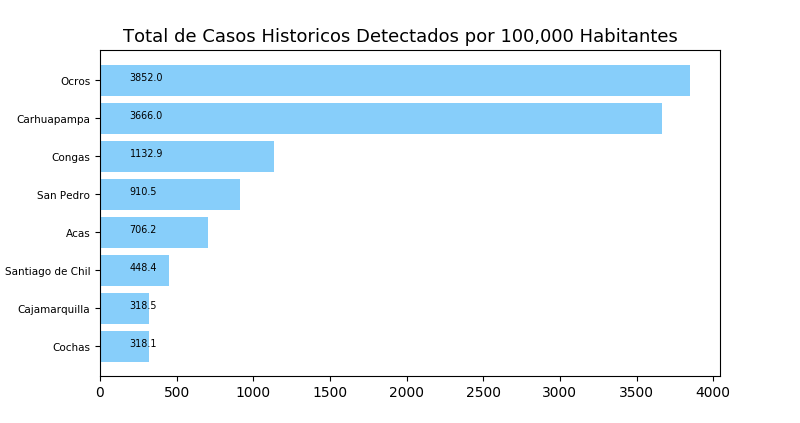 Total de Casos Historicos Detectados por 100,000 Habitantes
Ocros 3852.0
Carhuapampa 3666.0
Congas 1132.9
San Pedro 910.5
Acas 706.2
Santiago de Chil 448.4
Cajamarquilla 318.5
Cochas 318.1
0 500 1000 1500 2000 2500 3000 3500 4000